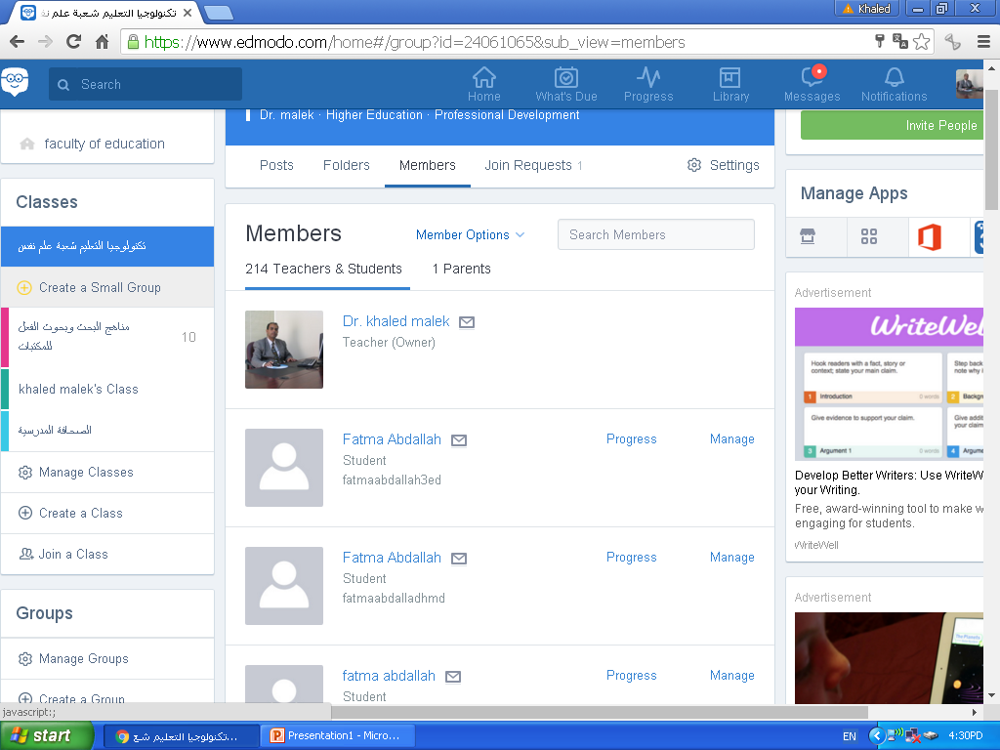 تكنولوجيا التعليم شعبة علم نف
Khaled
https://www.edmodo.com/home#/group?id=24061065&sub_view=members
Search
Home
What's Due
Progress
Library
Messages
Notifications
faculty of education
Classes
تكنولوجيا التعليم شعبة علم نفس
Create a Small Group
مناهج البحث وبحوث الفعل
للمكتبات
10
khaled malek's Class
الصحافة المدرسية
Manage Classes
Create a Class
Join a Class
Groups
Manage Groups
Create a Group
Dr. malek · Higher Education · Professional Development
Posts
Folders
Members
Join Requests 1
Settings
Members
Member Options
Search Members
214 Teachers & Students
1 Parents
Dr. khaled malek
Teacher (Owner)
Fatma Abdallah
Progress
Manage
Student
fatmaabdallah3ed
Fatma Abdallah
Progress
Manage
Student
fatmaabdalladhmd
fatma abdallah
Progress
Manage
Student
Invite People
Manage Apps
Advertisement
WriteWel
Hook readers with a fact, story or
context; state your main claim.
1 Introduction
0 words
Step back
note why i
2 Backgr
Give evidence to support your claim.
3 Argument 1
0 words
Give addit
your claim
4 Argume
Develop Better Writers: Use WriteW
your Writing.
Free, award-winning tool to make w
engaging for students.
WriteWell
Advertisement
javascript:;
start
تكنولوجيا التعليم شع...
Presentation1 - Micro...
EN
4:30PD